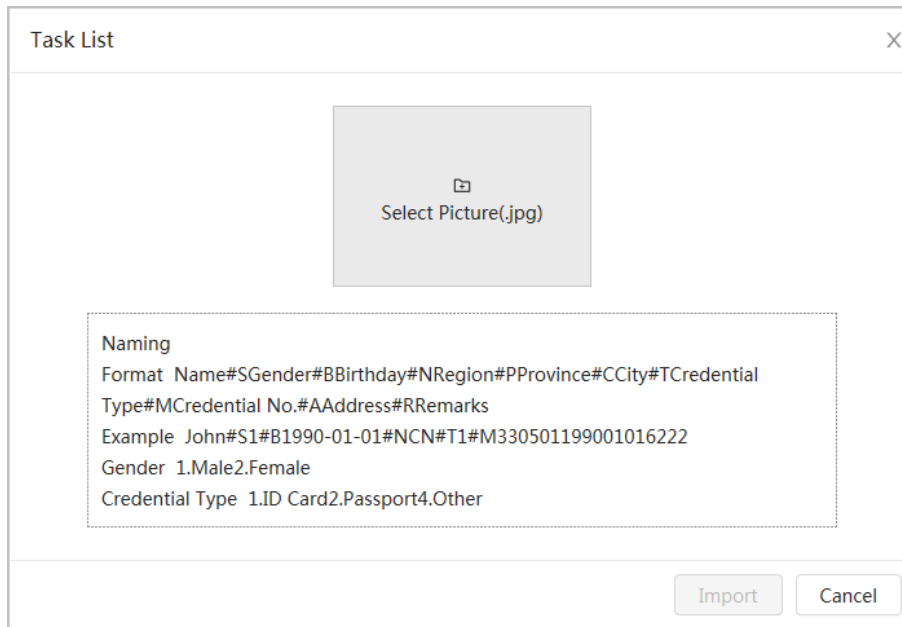 Task List
Select Picture(.jpg)
Naming
Format  Name#SGender#BBirthday#NRegion#PProvince#CCity#TCredential
Type#MCredential No.#AAddress#RRemarks
Example  John#S1#B1990-01-01#NCN#T1#M330501199001016222
Gender  1.Male2.Female
Credential Type  1.ID Card2.Passport4.Other
Import
Cancel